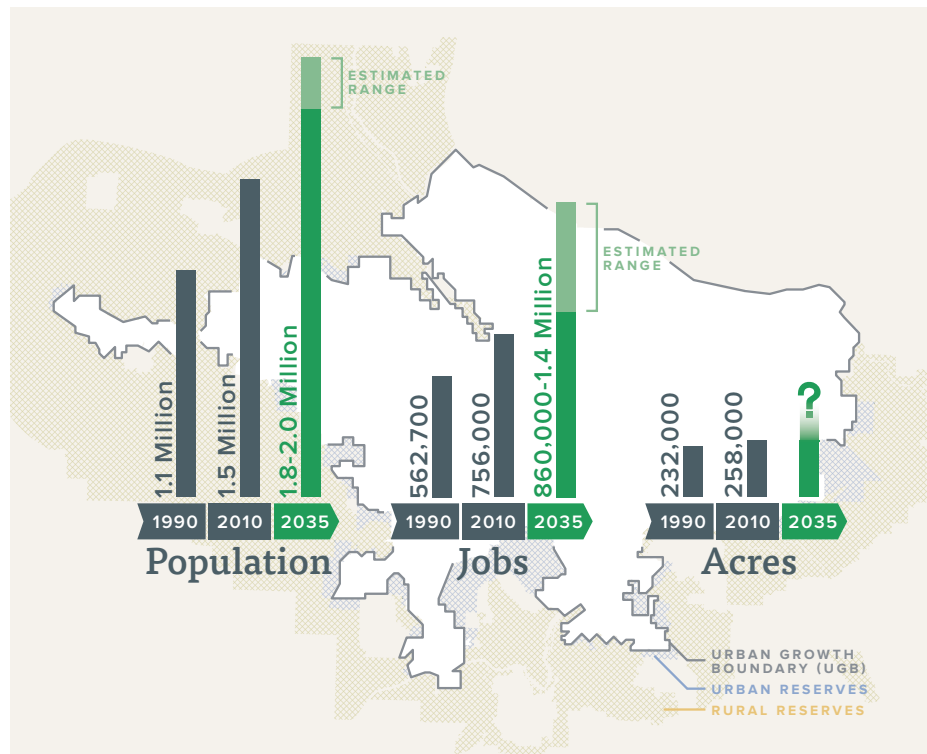 ESTIMATED
RANGE
1.1 Million
1.5 Million
1.8-2.0 Million
1990
2010
2035
Population
ESTIMATED
RANGE
562,700
756,000
860,000-1.4 Million
1990
2010
2035
Jobs
232,000
258,000
?
1990
2010
2035
Acres
URBAN GROWTH
BOUNDARY (UGB)
URBAN RESERVES
RURAL RESERVES